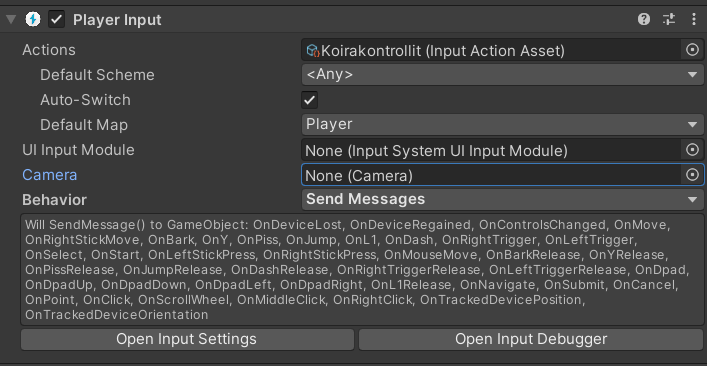 Player Input
Actions
Koirakontrollit (Input Action Asset)
Default Scheme
<Any>
Auto-Switch
Default Map
Player
UI Input Module
None (Input System UI Input Module)
Camera
None (Camera)
Behavior
Send Messages
Will SendMessage() to GameObject: OnDeviceLost, OnDeviceRegained, OnControlsChanged, OnMove,
OnRightStickMove, OnBark, OnY, OnPiss, OnJump, OnL1, OnDash, OnRightTrigger, OnLeftTrigger,
OnSelect, OnStart, OnLeftStickPress, OnRightStickPress, OnMouseMove, OnBarkRelease, OnYRelease,
OnPissRelease, OnJumpRelease, OnDashRelease, OnRightTriggerRelease, OnLeftTriggerRelease, OnDpad,
OnDpadUp, OnDpadDown, OnDpadLeft, OnDpadRight, OnL1Release, OnNavigate, OnSubmit, OnCancel,
OnPoint, OnClick, OnScrollWheel, OnMiddleClick, OnRightClick, OnTrackedDevicePosition,
OnTrackedDeviceOrientation
Open Input Settings
Open Input Debugger